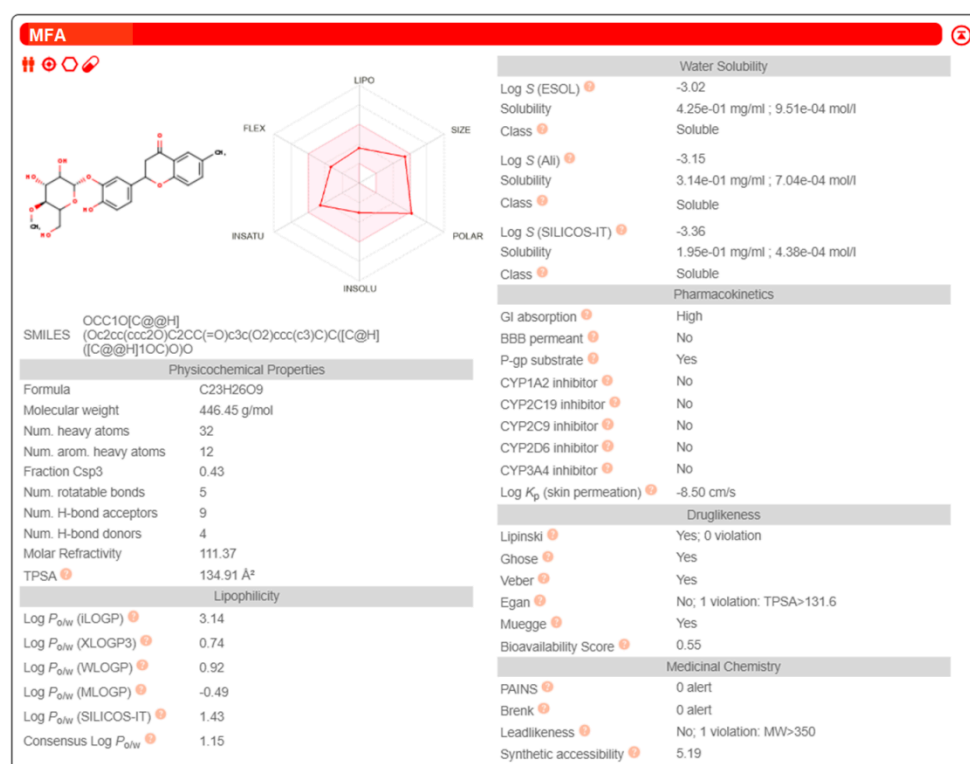 MFA
LIPO
FLEX
SIZE
INSATU
POLAR
INSOLU
O
CH₃
OH
HO
O
O
O
HO
O
O
OH
CH₃
HO
SMILES OCC1O[C@@H]
(Oc2cc(ccc2O)C2CC(=O)c3c(O2)ccc(c3)C)C([C@H]
([C@@H]1OC)O)O
Physicochemical Properties
Formula C23H26O9
Molecular weight 446.45 g/mol
Num. heavy atoms 32
Num. arom. heavy atoms 12
Fraction Csp3 0.43
Num. rotatable bonds 5
Num. H-bond acceptors 9
Num. H-bond donors 4
Molar Refractivity 111.37
TPSA ? 134.91 Å²
Lipophilicity
Log Po/w (iLOGP) ? 3.14
Log Po/w (XLOGP3) ? 0.74
Log Po/w (WLOGP) ? 0.92
Log Po/w (MLOGP) ? -0.49
Log Po/w (SILICOS-IT) ? 1.43
Consensus Log Po/w ? 1.15
Water Solubility
Log S (ESOL) ? -3.02
Solubility 4.25e-01 mg/ml ; 9.51e-04 mol/l
Class ? Soluble
Log S (Ali) ? -3.15
Solubility 3.14e-01 mg/ml ; 7.04e-04 mol/l
Class ? Soluble
Log S (SILICOS-IT) ? -3.36
Solubility 1.95e-01 mg/ml ; 4.38e-04 mol/l
Class ? Soluble
Pharmacokinetics
GI absorption ? High
BBB permeant ? No
P-gp substrate ? Yes
CYP1A2 inhibitor ? No
CYP2C19 inhibitor ? No
CYP2C9 inhibitor ? No
CYP2D6 inhibitor ? No
CYP3A4 inhibitor ? No
Log Kp (skin permeation) ? -8.50 cm/s
Druglikeness
Lipinski ? Yes; 0 violation
Ghose ? Yes
Veber ? Yes
Egan ? No; 1 violation: TPSA>131.6
Muegge ? Yes
Bioavailability Score ? 0.55
Medicinal Chemistry
PAINS ? 0 alert
Brenk ? 0 alert
Leadlikeness ? No; 1 violation: MW>350
Synthetic accessibility ? 5.19